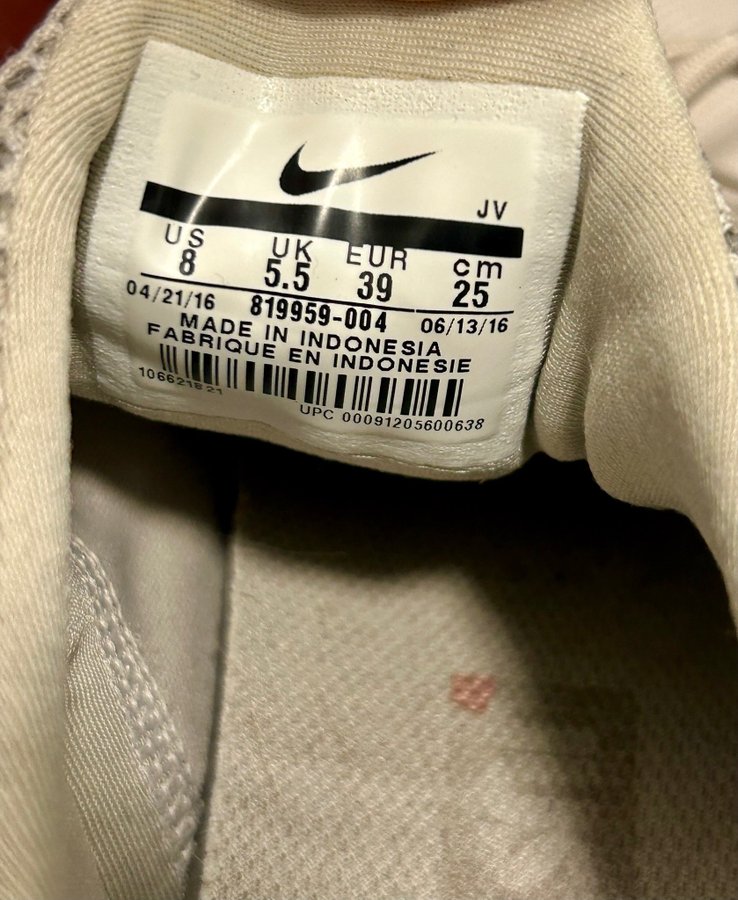 JV
US UK EUR cm
8 5.5 39 25
04/21/16 819959-004 06/13/16
MADE IN INDONESIA
FABRIQUE EN INDONESIE
106621821
UPC 00091205600638